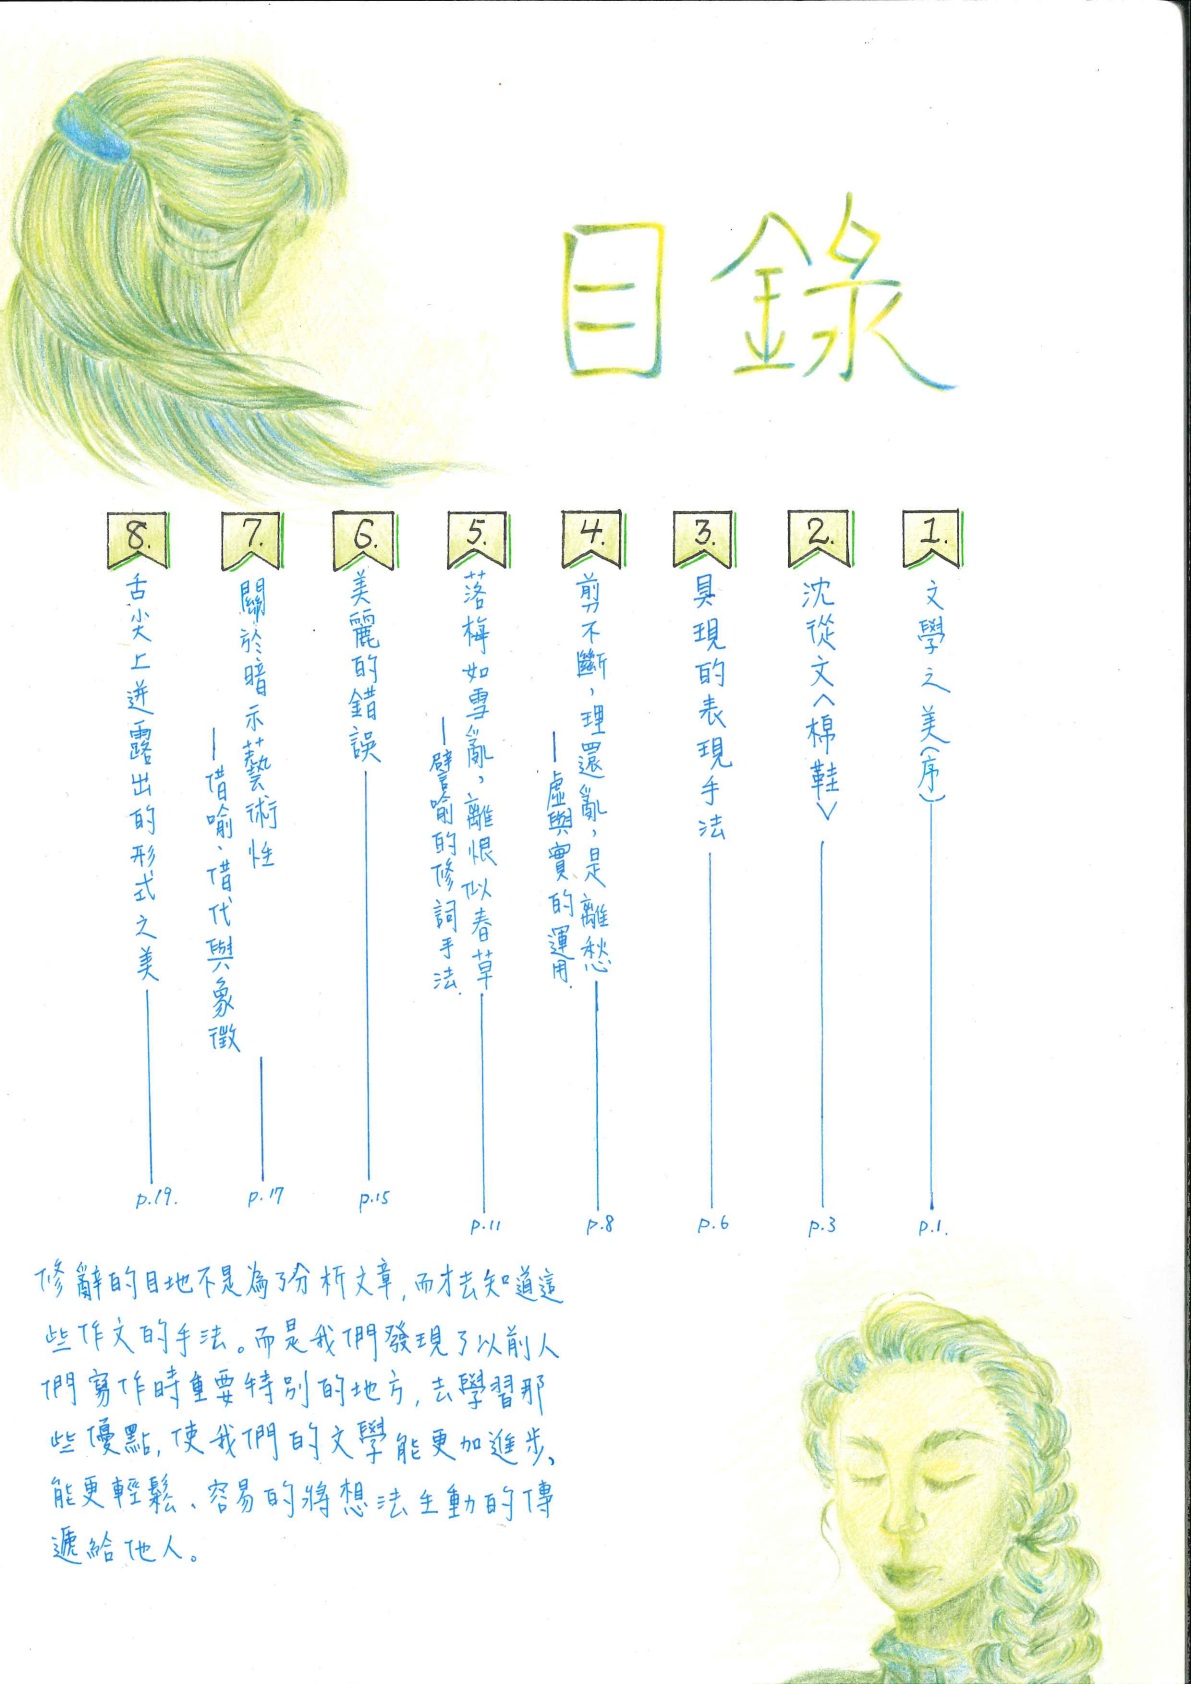 目錄
1.
文學之美(序)
p.1.
2.
沈從文<棉鞋>
p.3
3.
具現的表現手法
p.6
4.
剪不斷，理還亂，是離愁
—虛與實的運用.
p.8
5.
落梅如雪亂，離恨似春草
—譬喻的修詞手法.
p.11
6.
美麗的錯誤
p.15
7.
關於暗示藝術性
—借喻、借代與象徵
p.17
8.
舌尖上迸露出的形式之美
p.19.
修辭的目地不是為了分析文章,而才去知道這
些作文的手法。而是我們發現了以前人
們寫作時重要特別的地方,去學習那
些優點,使我們的文學能更加進步、
能更輕鬆、容易的將想法生動的傳
遞給他人。